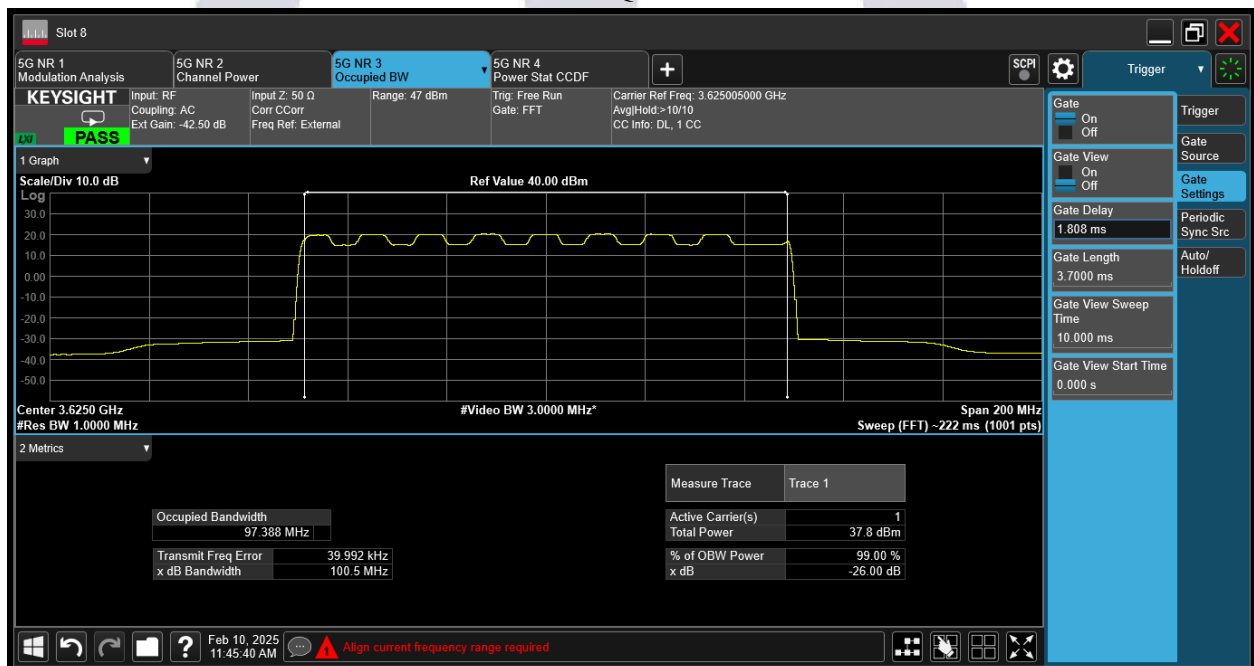 Slot 8
5G NR 1
Modulation Analysis
5G NR 2
Channel Power
5G NR 3
Occupied BW
5G NR 4
Power Stat CCDF
SCPI
Trigger
KEYSIGHT
LXI
PASS
Input: RF
Coupling: AC
Ext Gain: -42.50 dB
Input Z: 50 Ω
Corr CCorr
Freq Ref: External
Range: 47 dBm
Trig: Free Run
Gate: FFT
Carrier Ref Freq: 3.625005000 GHz
Avg|Hold:>10/10
CC Info: DL, 1 CC
1 Graph
Scale/Div 10.0 dB
Ref Value 40.00 dBm
Log
30.0
20.0
10.0
0.00
-10.0
-20.0
-30.0
-40.0
-50.0
Center 3.6250 GHz
#Video BW 3.0000 MHz*
Span 200 MHz
#Res BW 1.0000 MHz
Sweep (FFT) ~222 ms (1001 pts)
2 Metrics
Measure Trace Trace 1
Occupied Bandwidth
97.388 MHz
Active Carrier(s) 1
Total Power 37.8 dBm
Transmit Freq Error 39.992 kHz
x dB Bandwidth 100.5 MHz
% of OBW Power 99.00 %
x dB -26.00 dB
Gate
On
Off
Gate View
On
Off
Gate Delay
1.808 ms
Gate Length
3.7000 ms
Gate View Sweep
Time
10.000 ms
Gate View Start Time
0.000 s
Trigger
Gate
Source
Gate
Settings
Periodic
Sync Src
Auto/
Holdoff
Feb 10, 2025
11:45:40 AM
1
Align current frequency range required